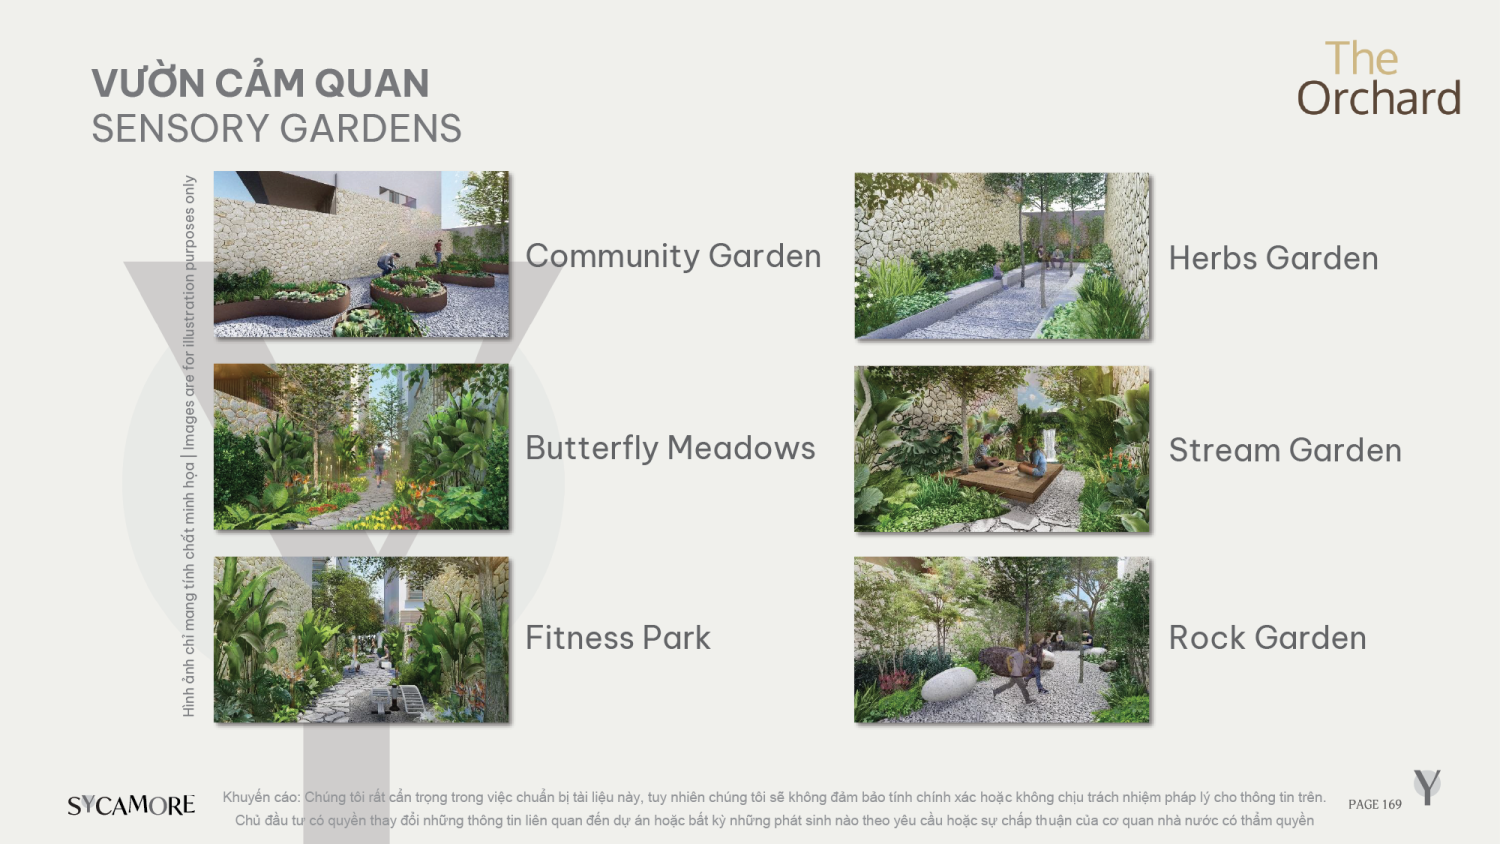 VƯỜN CẢM QUAN
SENSORY GARDENS
The
Orchard
Hình ảnh chỉ mang tính chất minh họa | Images are for illustration purposes only
Community Garden
Herbs Garden
Butterfly Meadows
Stream Garden
Fitness Park
Rock Garden
SYCAMORE
Khuyến cáo: Chúng tôi rất cẩn trọng trong việc chuẩn bị tài liệu này, tuy nhiên chúng tôi sẽ không đảm bảo tính chính xác hoặc không chịu trách nhiệm pháp lý cho thông tin trên.
Chủ đầu tư có quyền thay đổi những thông tin liên quan đến dự án hoặc bất kỳ những phát sinh nào theo yêu cầu hoặc sự chấp thuận của cơ quan nhà nước có thẩm quyền
PAGE 169
Y